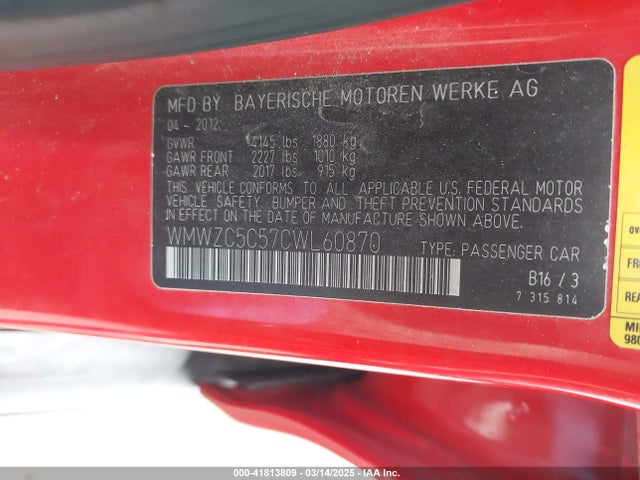 MFD BY BAYERISCHE MOTOREN WERKE AG
04 - 2012
GVWR 4145 lbs 1880 kg
GAWR FRONT 2227 lbs 1010 kg
GAWR REAR 2017 lbs 915 kg
THIS VEHICLE CONFORMS TO ALL APPLICABLE U.S. FEDERAL MOTOR
VEHICLE SAFETY, BUMPER AND THEFT PREVENTION STANDARDS
IN EFFECT ON THE DATE OF MANUFACTURE SHOWN ABOVE.
WMWZC5C57CWL60870 TYPE: PASSENGER CAR
B16 / 3
7 315 814
000-41813809 - 03/14/2025 - IAA Inc.